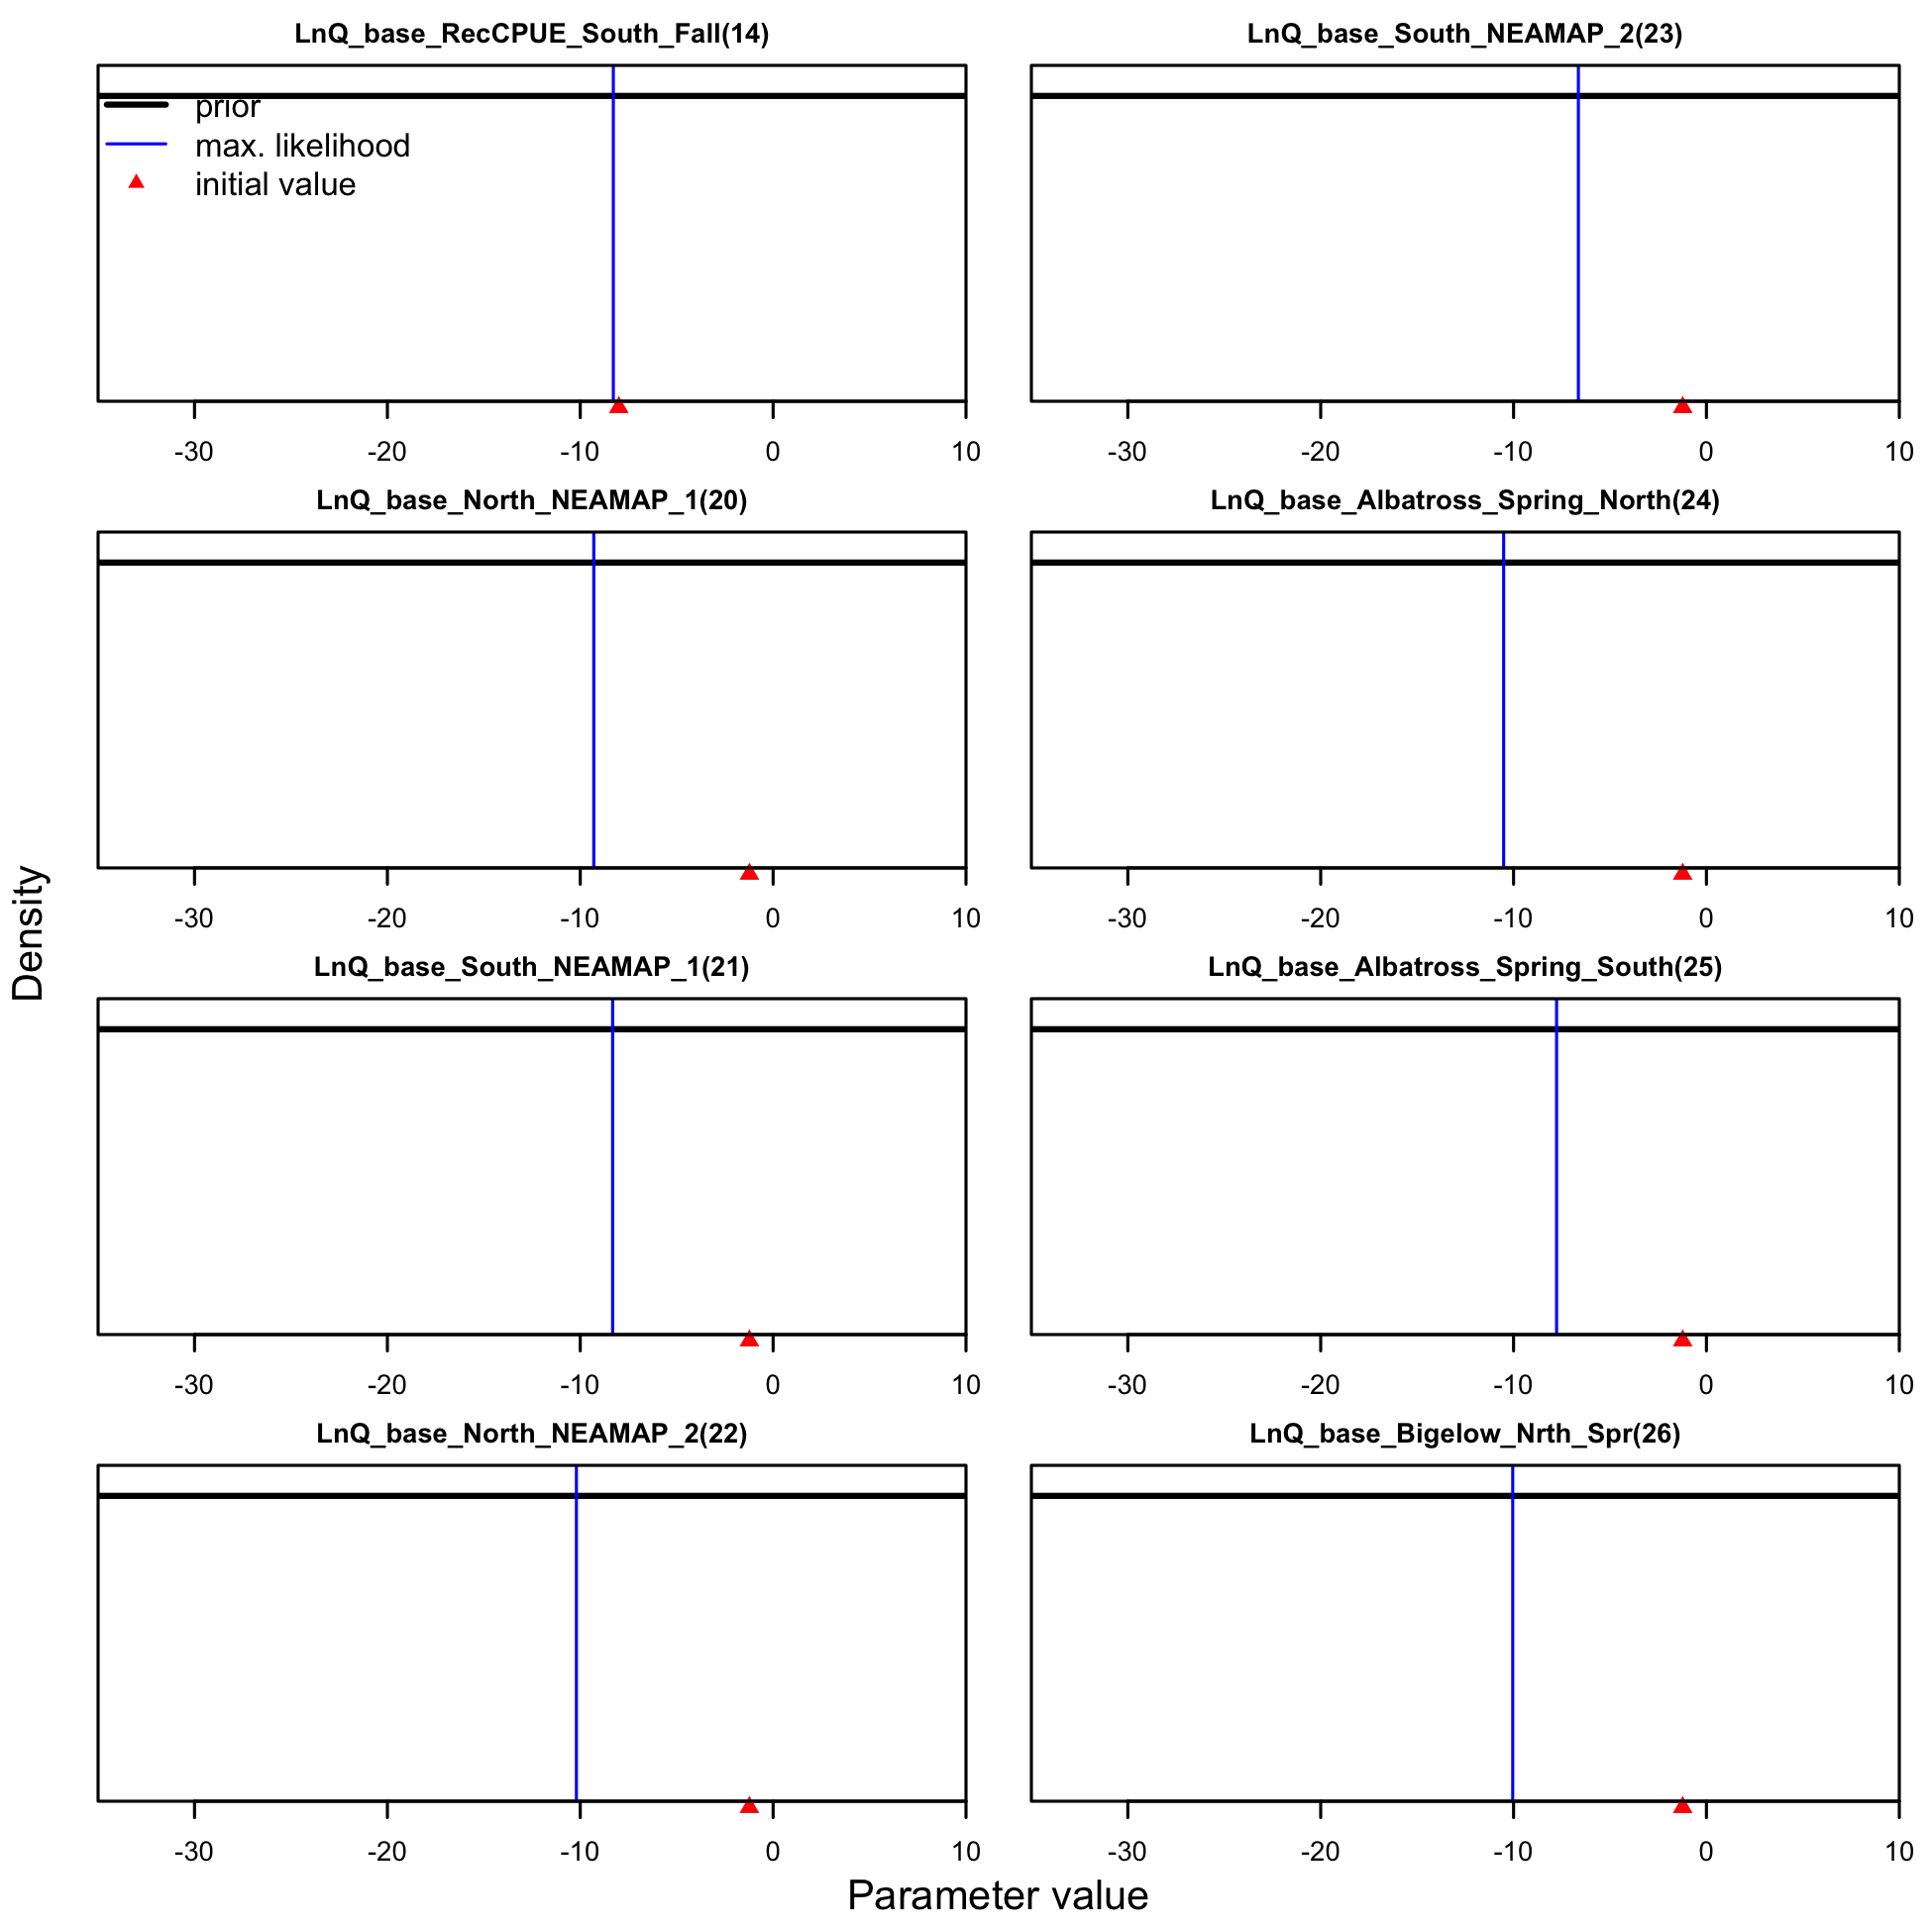 LnQ_base_RecCPUE_South_Fall(14)
prior
max. likelihood
initial value
-30 -20 -10 0 10
LnQ_base_South_NEAMAP_2(23)
-30 -20 -10 0 10
LnQ_base_North_NEAMAP_1(20)
-30 -20 -10 0 10
LnQ_base_Albatross_Spring_North(24)
-30 -20 -10 0 10
LnQ_base_South_NEAMAP_1(21)
-30 -20 -10 0 10
LnQ_base_Albatross_Spring_South(25)
-30 -20 -10 0 10
LnQ_base_North_NEAMAP_2(22)
-30 -20 -10 0 10
LnQ_base_Bigelow_Nrth_Spr(26)
-30 -20 -10 0 10
Density
Parameter value